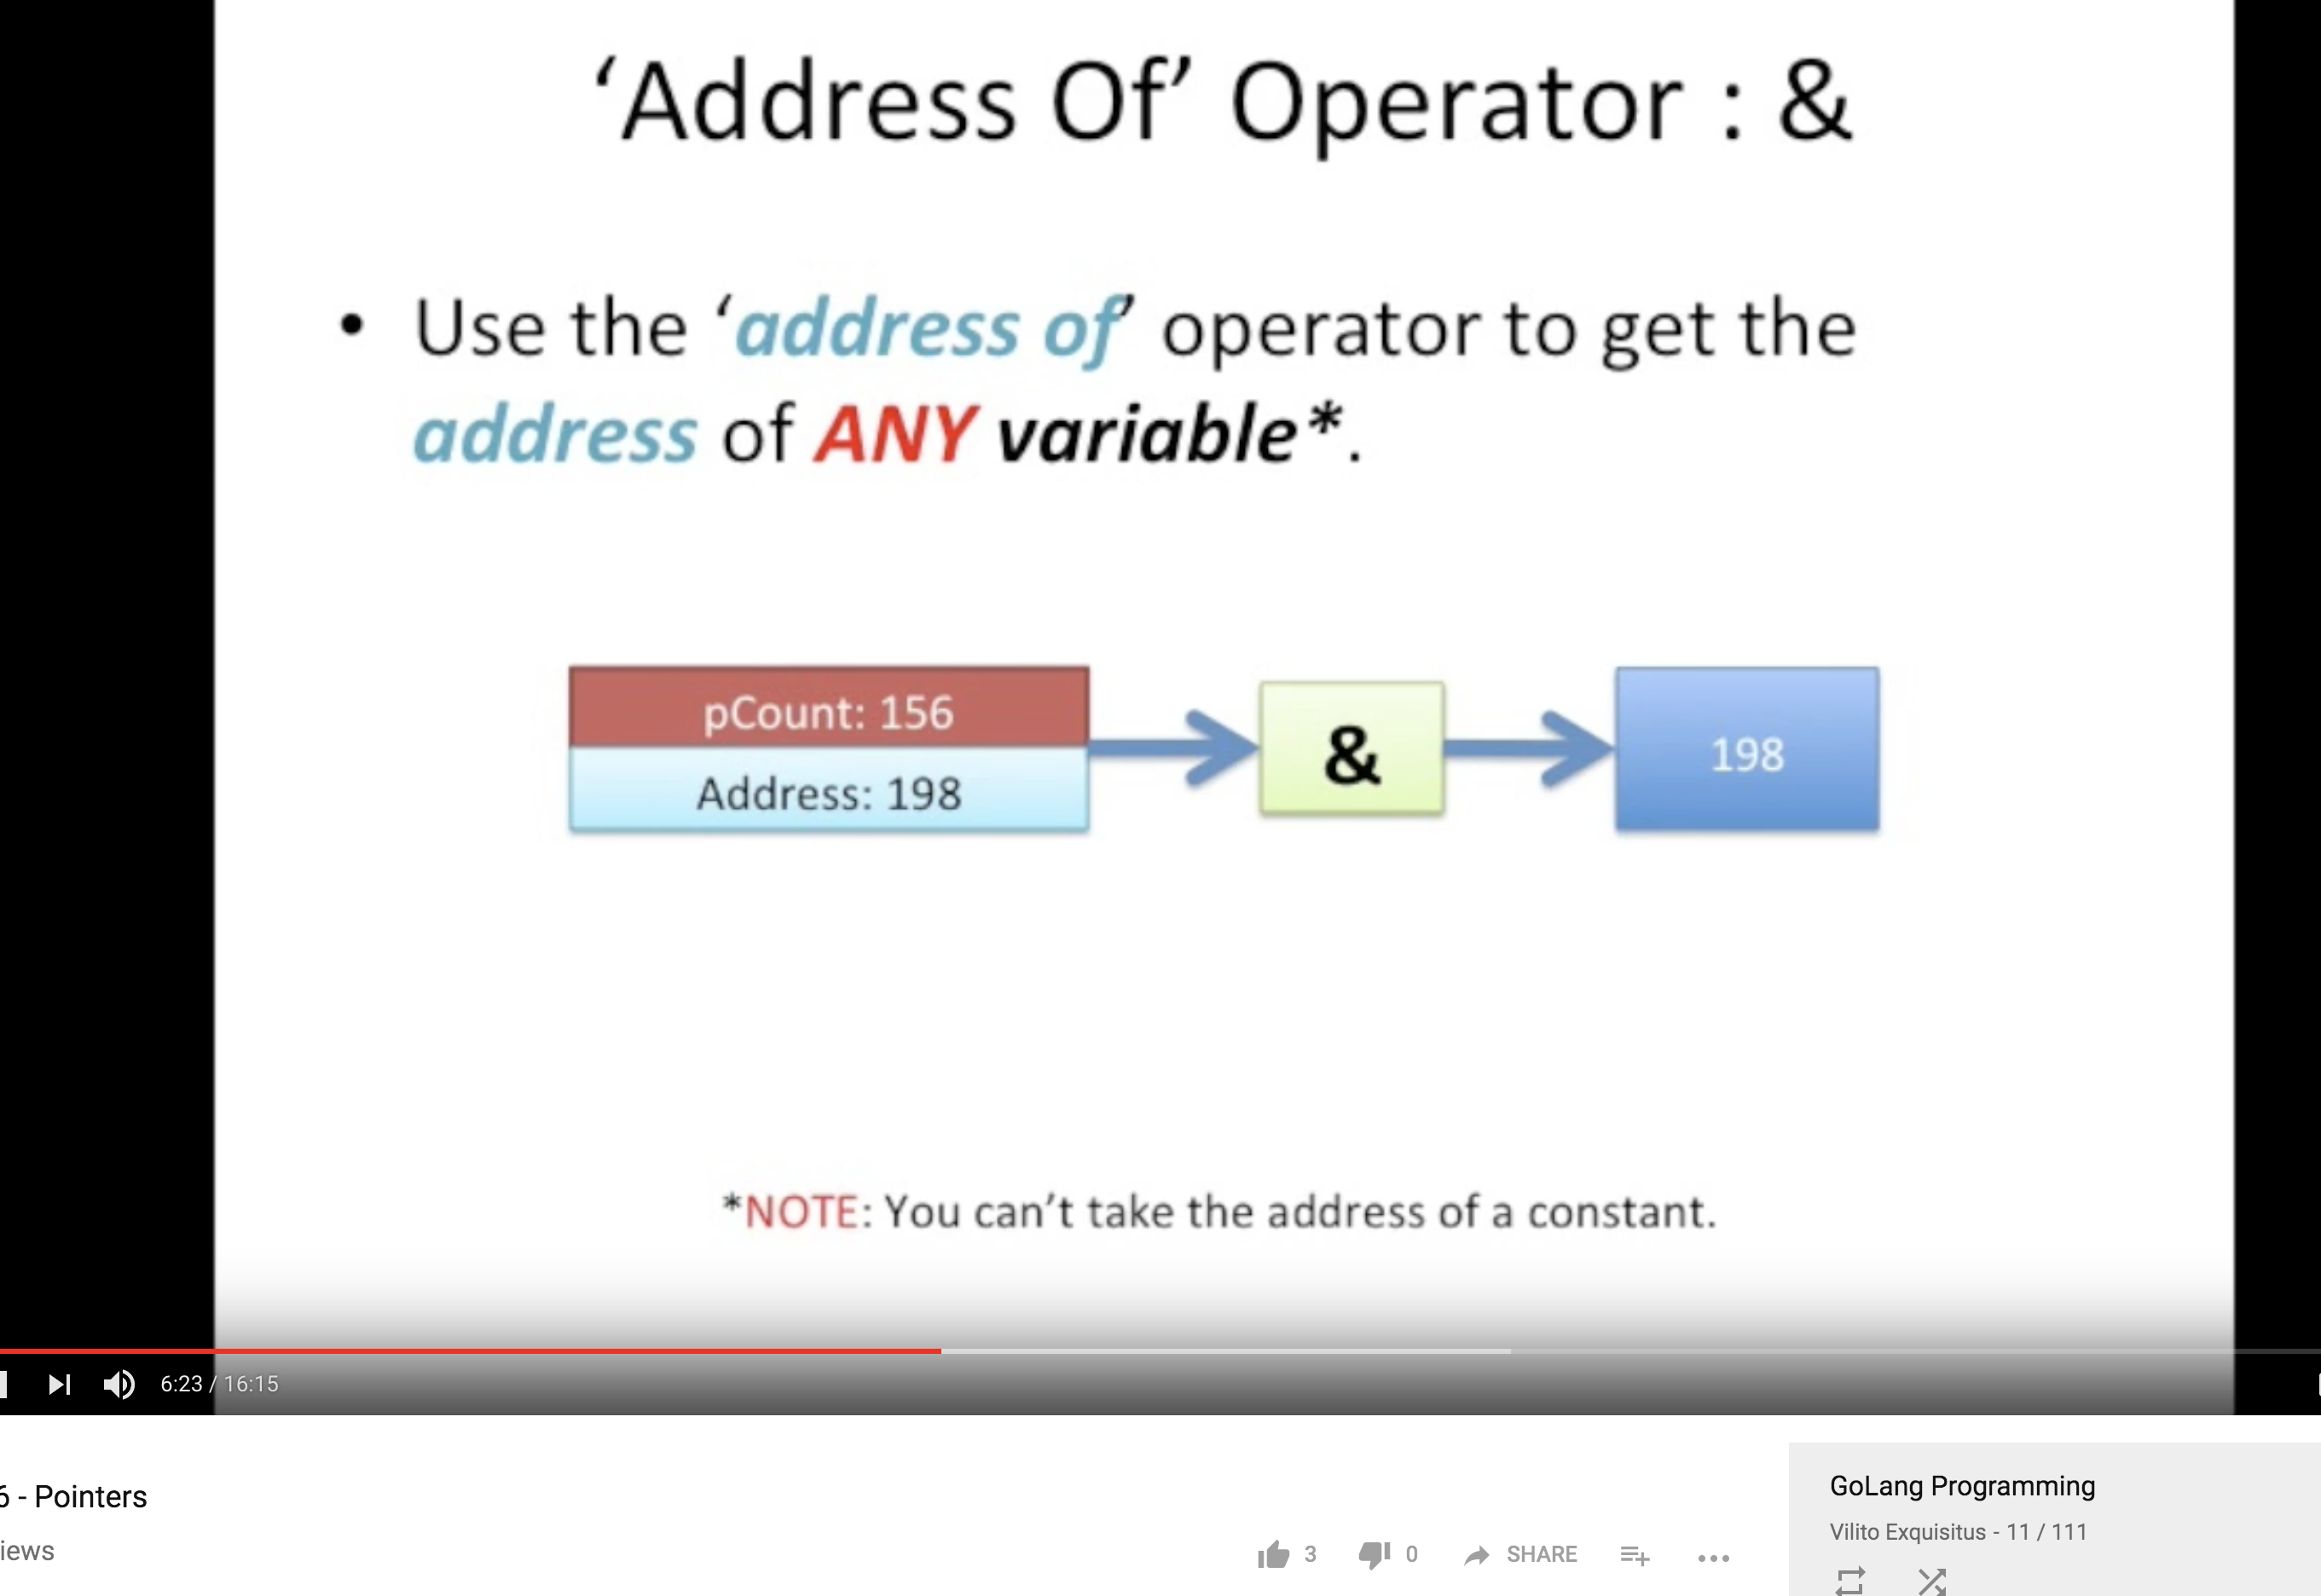 ‘Address Of’ Operator : &
• Use the ‘address of’ operator to get the
address of ANY variable*.
pCount: 156
Address: 198
&
198
*NOTE: You can’t take the address of a constant.
6:23 / 16:15
6 - Pointers
iews
3
0
SHARE
GoLang Programming
Vilito Exquisitus - 11 / 111